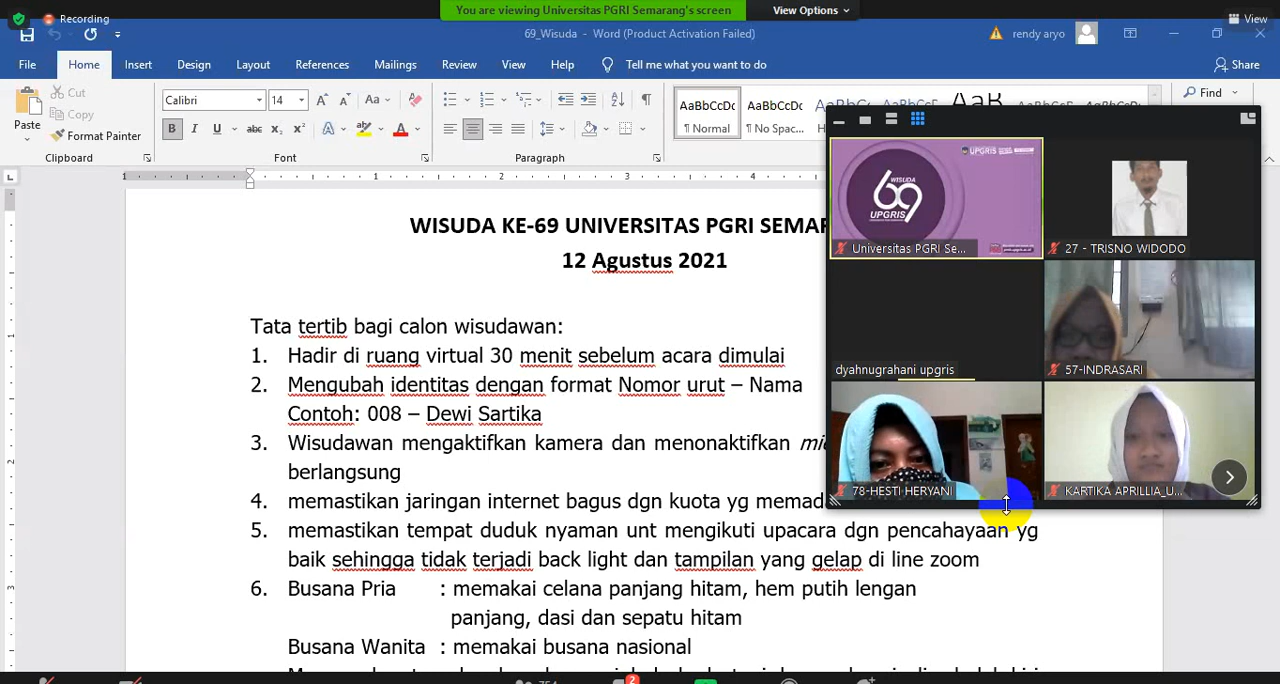 Recording
You are viewing Universitas PGRI Semarang's screen
View Options
View
69_Wisuda - Word (Product Activation Failed)
rendy aryo
File Home Insert Design Layout References Mailings Review View Help Tell me what you want to do
Share
Paste
Cut
Copy
Format Painter
Clipboard
Calibri
14
Font
Paragraph
AaBbCcDc
¶ Normal
AaBbCcDc
¶ No Spac...
Find
WISUDA KE-69 UNIVERSITAS PGRI
12 Agustus 2021
Tata tertib bagi calon wisudawan:
1. Hadir di ruang virtual 30 menit sebelum acara dimulai
2. Mengubah identitas dengan format Nomor urut – Nama
Contoh: 008 – Dewi Sartika
3. Wisudawan mengaktifkan kamera dan menonaktifkan
berlangsung
4. memastikan jaringan internet bagus dgn kuota yg
5. memastikan tempat duduk nyaman unt mengikuti upacara dgn pencahayaan yg
baik sehingga tidak terjadi back light dan tampilan yang gelap di line zoom
6. Busana Pria : memakai celana panjang hitam, hem putih lengan
panjang, dasi dan sepatu hitam
Busana Wanita : memakai busana nasional
WISUDA
69
UPGRIS
UPGRIS
Universitas PGRI Se...
27 - TRISNO WIDODO
dyahnugrahani upgris
57-INDRASARI
78-HESTI HERYANI
KARTIKA APRILLIA_U...
2